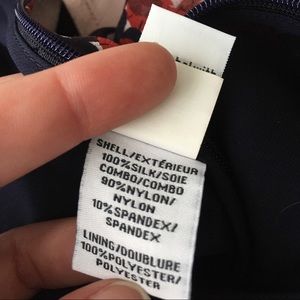 SHELL/EXTÉRIEUR
100%SILK/SOIE
COMBO/COMBO
90%NYLON/
NYLON
10%SPANDEX/
SPANDEX
LINING/DOUBLURE
100%POLYESTER/
POLYESTER